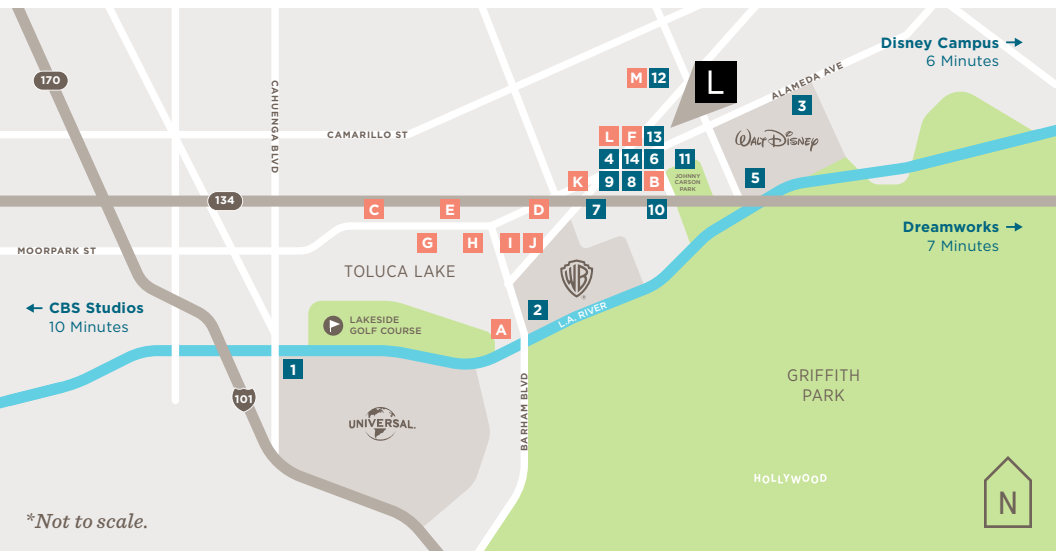 Disney Campus →
6 Minutes
170
M 12
L
ALAMEDA AVE
3
CAHUENGA BLVD
CAMARILLO ST
L F 13
WALT DISNEY
4 14 6 11
K 9 8 B
JOHNNY
CARSON
PARK
5
134
C E D 7 10
G H I J
MOORPARK ST
Dreamworks →
7 Minutes
TOLUCA LAKE
WB
← CBS Studios
10 Minutes
2
L.A. RIVER
LAKESIDE
GOLF COURSE
A
1
GRIFFITH
PARK
101
BARHAM BLVD
UNIVERSAL
HOLLYWOOD
N
*Not to scale.